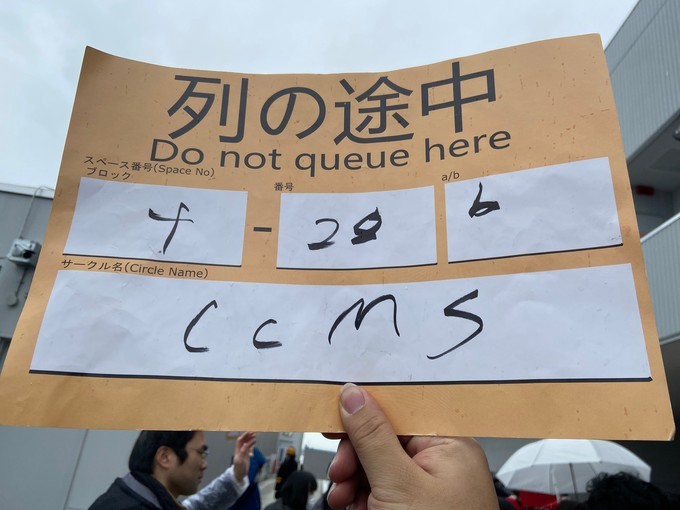 列の途中
Do not queue here
スペース番号(Space No)
ブロック 番号 a/b
- b
サークル名(Circle Name)
CCMS